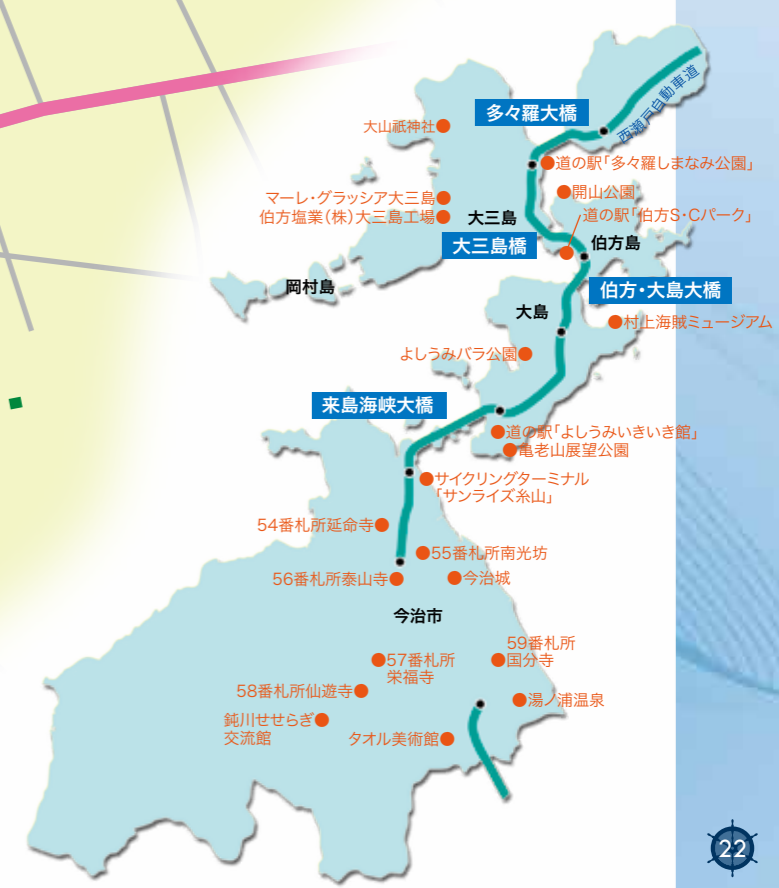 西瀬戸自動車道
多々羅大橋
大山祇神社
道の駅「多々羅しまなみ公園」
開山公園
マーレ・グラッシア大三島
伯方塩業(株)大三島工場
大三島
道の駅「伯方S・Cパーク」
大三島橋
伯方島
岡村島
伯方・大島大橋
大島
村上海賊ミュージアム
よしうみバラ公園
来島海峡大橋
道の駅「よしうみいきいき館」
亀老山展望公園
サイクリングターミナル
「サンライズ糸山」
54番札所延命寺
55番札所南光坊
56番札所泰山寺
今治城
今治市
59番札所
国分寺
57番札所
栄福寺
58番札所仙遊寺
湯ノ浦温泉
鈍川せせらぎ
交流館
タオル美術館
22